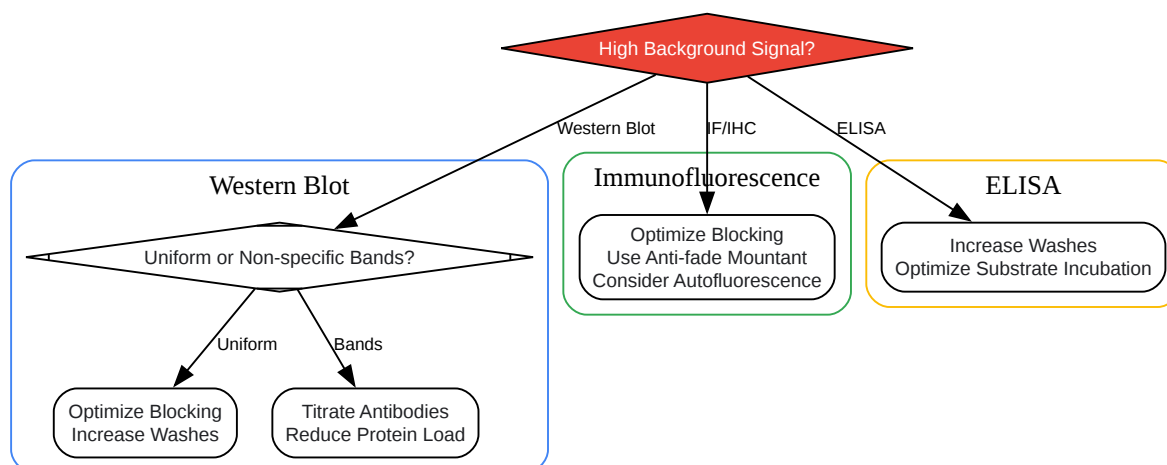 High Background Signal?
Western Blot
IF/IHC
ELISA
Western Blot
Immunofluorescence
ELISA
Uniform or Non-specific Bands?
Optimize Blocking
Use Anti-fade Mountant
Consider Autofluorescence
Increase Washes
Optimize Substrate Incubation
Uniform
Bands
Optimize Blocking
Increase Washes
Titrate Antibodies
Reduce Protein Load